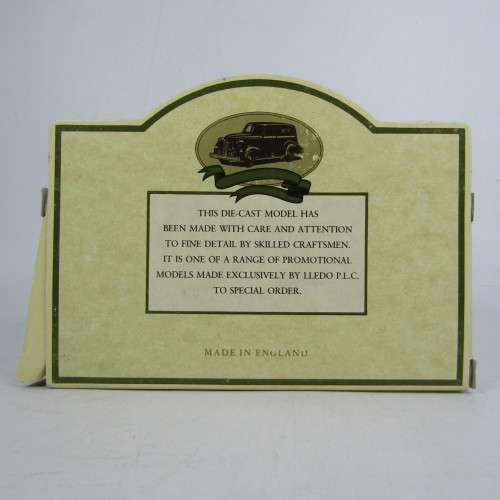 THIS DIE-CAST MODEL HAS
BEEN MADE WITH CARE AND ATTENTION
TO FINE DETAIL BY SKILLED CRAFTSMEN.
IT IS ONE OF A RANGE OF PROMOTIONAL
MODELS MADE EXCLUSIVELY BY LLEDO P.L.C.
TO SPECIAL ORDER.
MADE IN ENGLAND